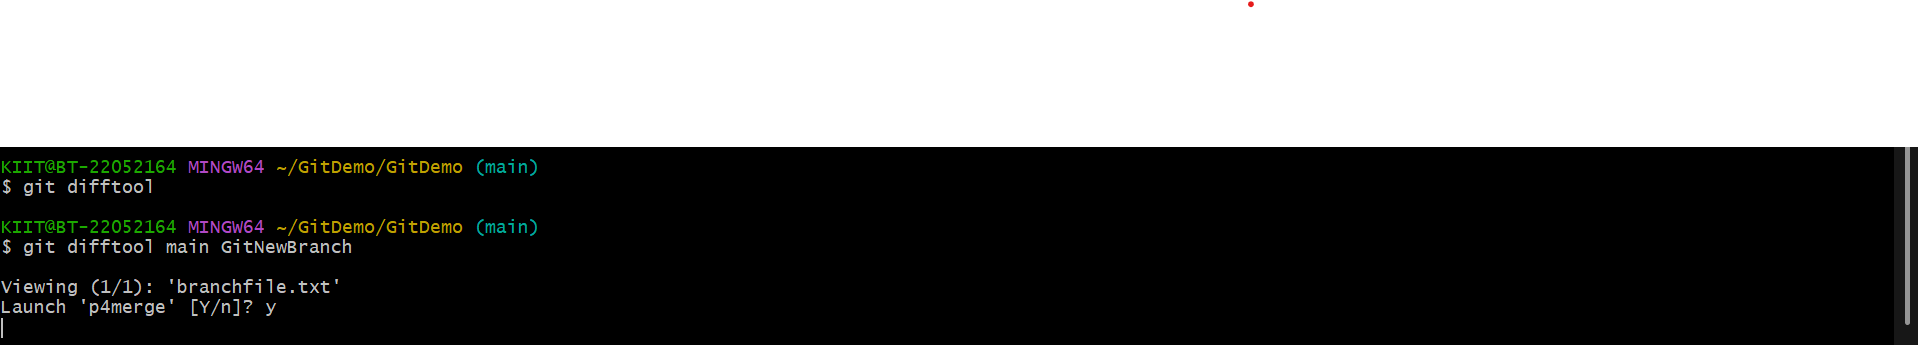 KIIT@BT-22052164 MINGW64 ~/GitDemo/GitDemo (main)
$ git difftool
KIIT@BT-22052164 MINGW64 ~/GitDemo/GitDemo (main)
$ git difftool main GitNewBranch
Viewing (1/1): 'branchfile.txt'
Launch 'p4merge' [Y/n]? y